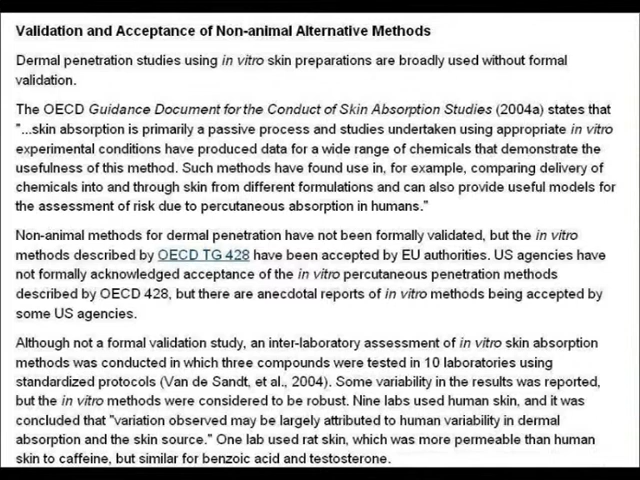 Validation and Acceptance of Non-animal Alternative Methods
Dermal penetration studies using in vitro skin preparations are broadly used without formal
validation.
The OECD Guidance Document for the Conduct of Skin Absorption Studies (2004a) states that
"...skin absorption is primarily a passive process and studies undertaken using appropriate in vitro
experimental conditions have produced data for a wide range of chemicals that demonstrate the
usefulness of this method. Such methods have found use in, for example, comparing delivery of
chemicals into and through skin from different formulations and can also provide useful models for
the assessment of risk due to percutaneous absorption in humans."
Non-animal methods for dermal penetration have not been formally validated, but the in vitro
methods described by OECD TG 428 have been accepted by EU authorities. US agencies have
not formally acknowledged acceptance of the in vitro percutaneous penetration methods
described by OECD 428, but there are anecdotal reports of in vitro methods being accepted by
some US agencies.
Although not a formal validation study, an inter-laboratory assessment of in vitro skin absorption
methods was conducted in which three compounds were tested in 10 laboratories using
standardized protocols (Van de Sandt, et al., 2004). Some variability in the results was reported,
but the in vitro methods were considered to be robust. Nine labs used human skin, and it was
concluded that "variation observed may be largely attributed to human variability in dermal
absorption and the skin source." One lab used rat skin, which was more permeable than human
skin to caffeine, but similar for benzoic acid and testosterone.